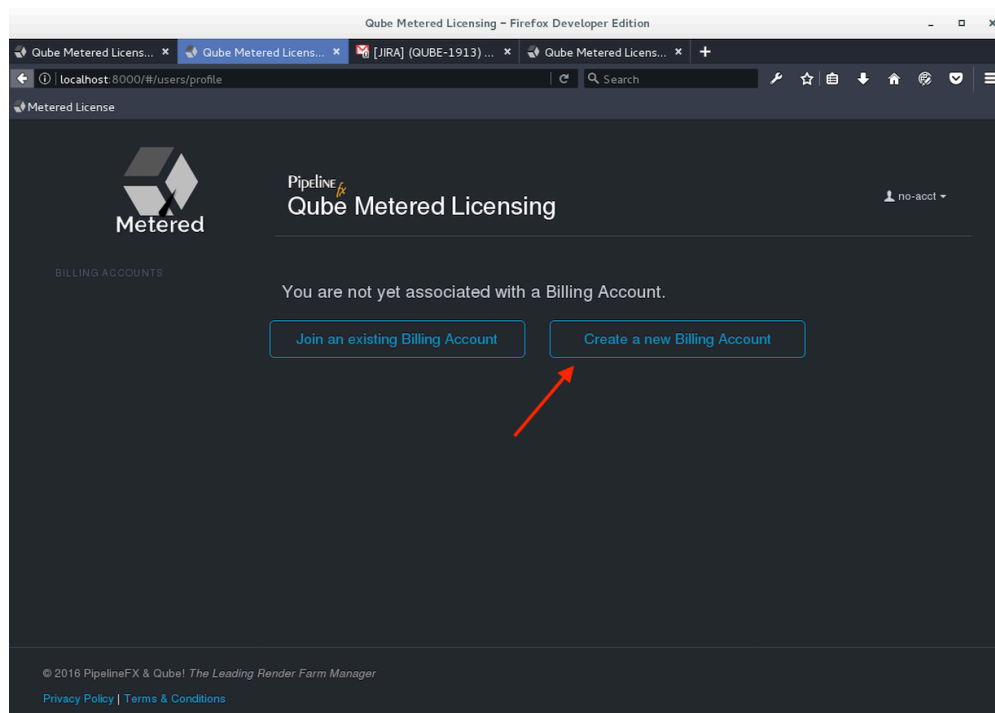 Qube Metered Licensing - Firefox Developer Edition
Qube Metered Licens... × Qube Metered Licens... × [JIRA] (QUBE-1913) ... × Qube Metered Licens... × +
localhost:8000/#/users/profile Search
Metered License
Metered
Pipeline fx
Qube Metered Licensing
no-acct
BILLING ACCOUNTS
You are not yet associated with a Billing Account.
Join an existing Billing Account Create a new Billing Account
© 2016 PipelineFX & Qube! The Leading Render Farm Manager
Privacy Policy | Terms & Conditions